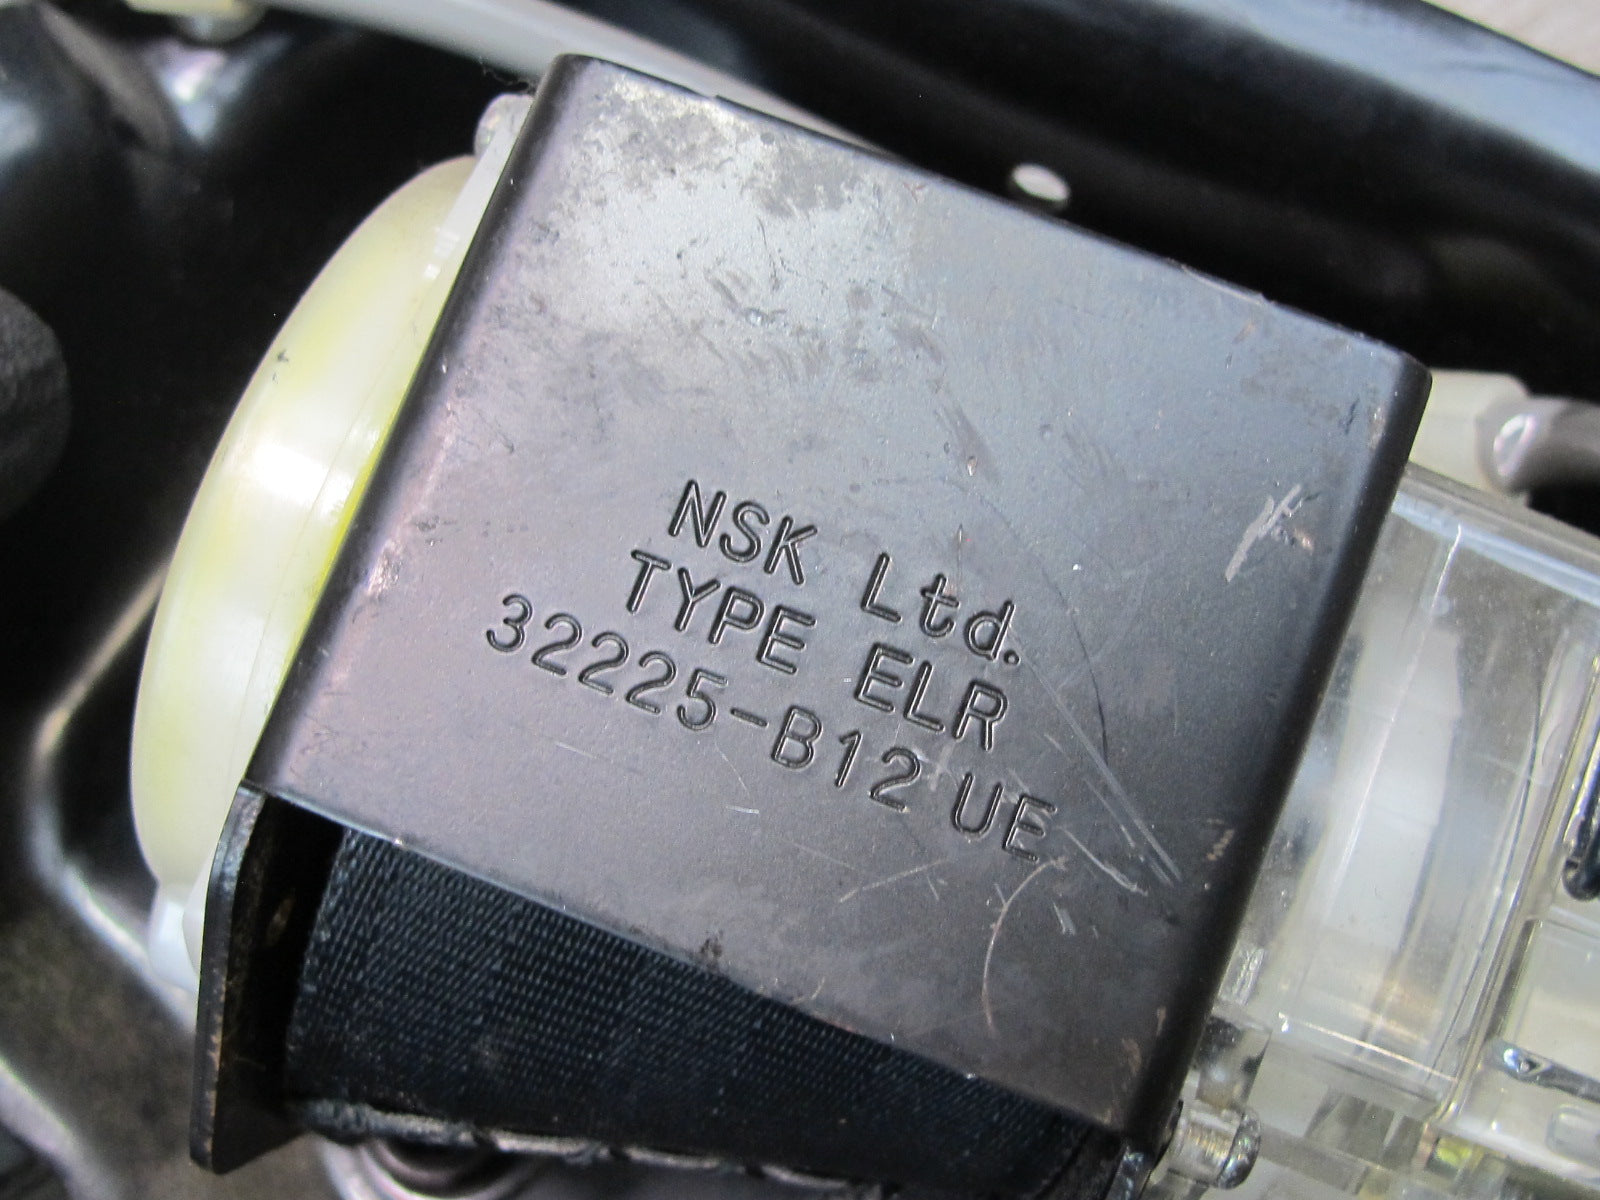 NSK Ltd.
TYPE ELR
32225-B12 UE